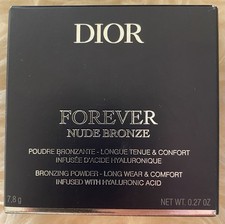 DIOR
FOREVER
NUDE BRONZE
POUDRE BRONZANTE - LONGUE TENUE & CONFORT
INFUSÉE D'ACIDE HYALURONIQUE
BRONZING POWDER - LONG WEAR & COMFORT
INFUSED WITH HYALURONIC ACID
7,8 g NET WT. 0.27 OZ.